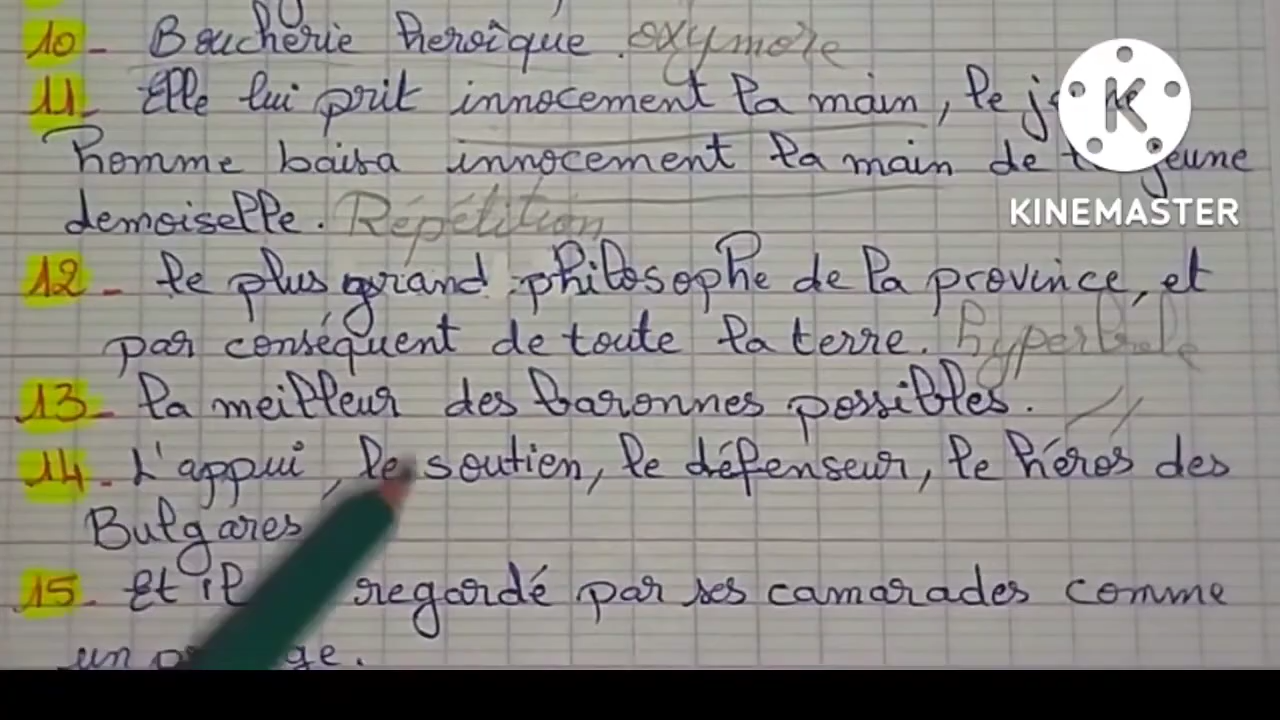 10- Boucherie heroîque. oxymore
11- Elle lui prit innocement la main, le
homme baisa innocement la main de jeune
demoiselle. Répétition
12- le plus grand philosophe de la province, et
par conséquent de toute la terre. hyperbole
13- la meilleur des baronnes possibles.
14- L'appui, le soutien, le défenseur, le héros des
Bulgares
15- Et il regardé par ses camarades comme
un
K
KINEMASTER